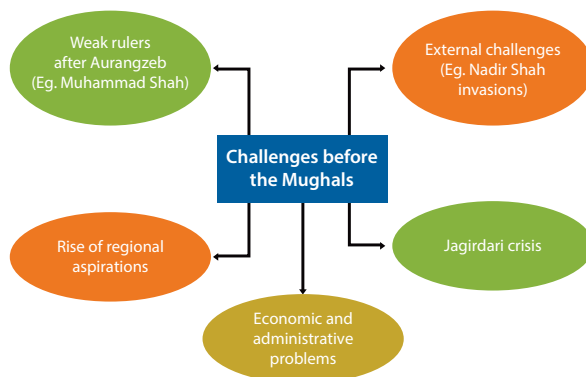 Weak rulers
after Aurangzeb
(Eg. Muhammad Shah)
External challenges
(Eg. Nadir Shah
invasions)
Challenges before
the Mughals
Rise of regional
aspirations
Jagirdari crisis
Economic and
administrative
problems